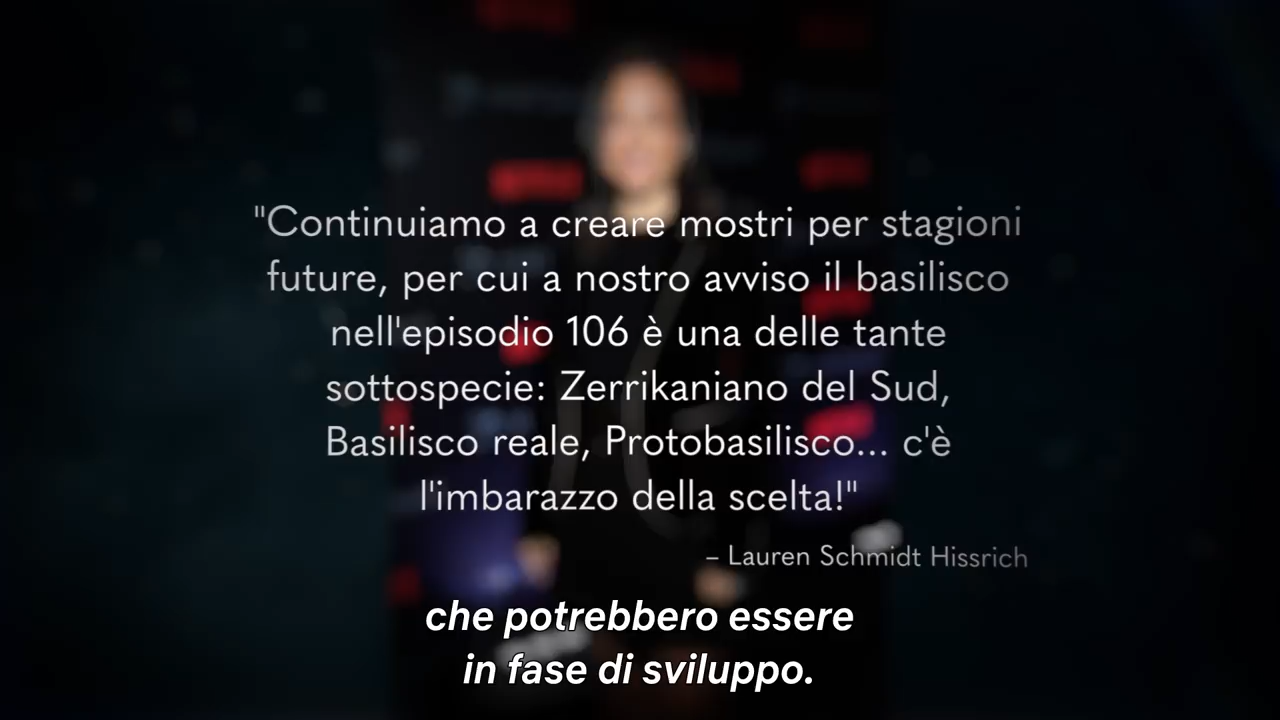 "Continuiamo a creare mostri per stagioni
future, per cui a nostro avviso il basilisco
nell'episodio 106 è una delle tante
sottospecie: Zerrikaniano del Sud,
Basilisco reale, Protobasilisco... c'è
l'imbarazzo della scelta!"
– Lauren Schmidt Hissrich
che potrebbero essere
in fase di sviluppo.